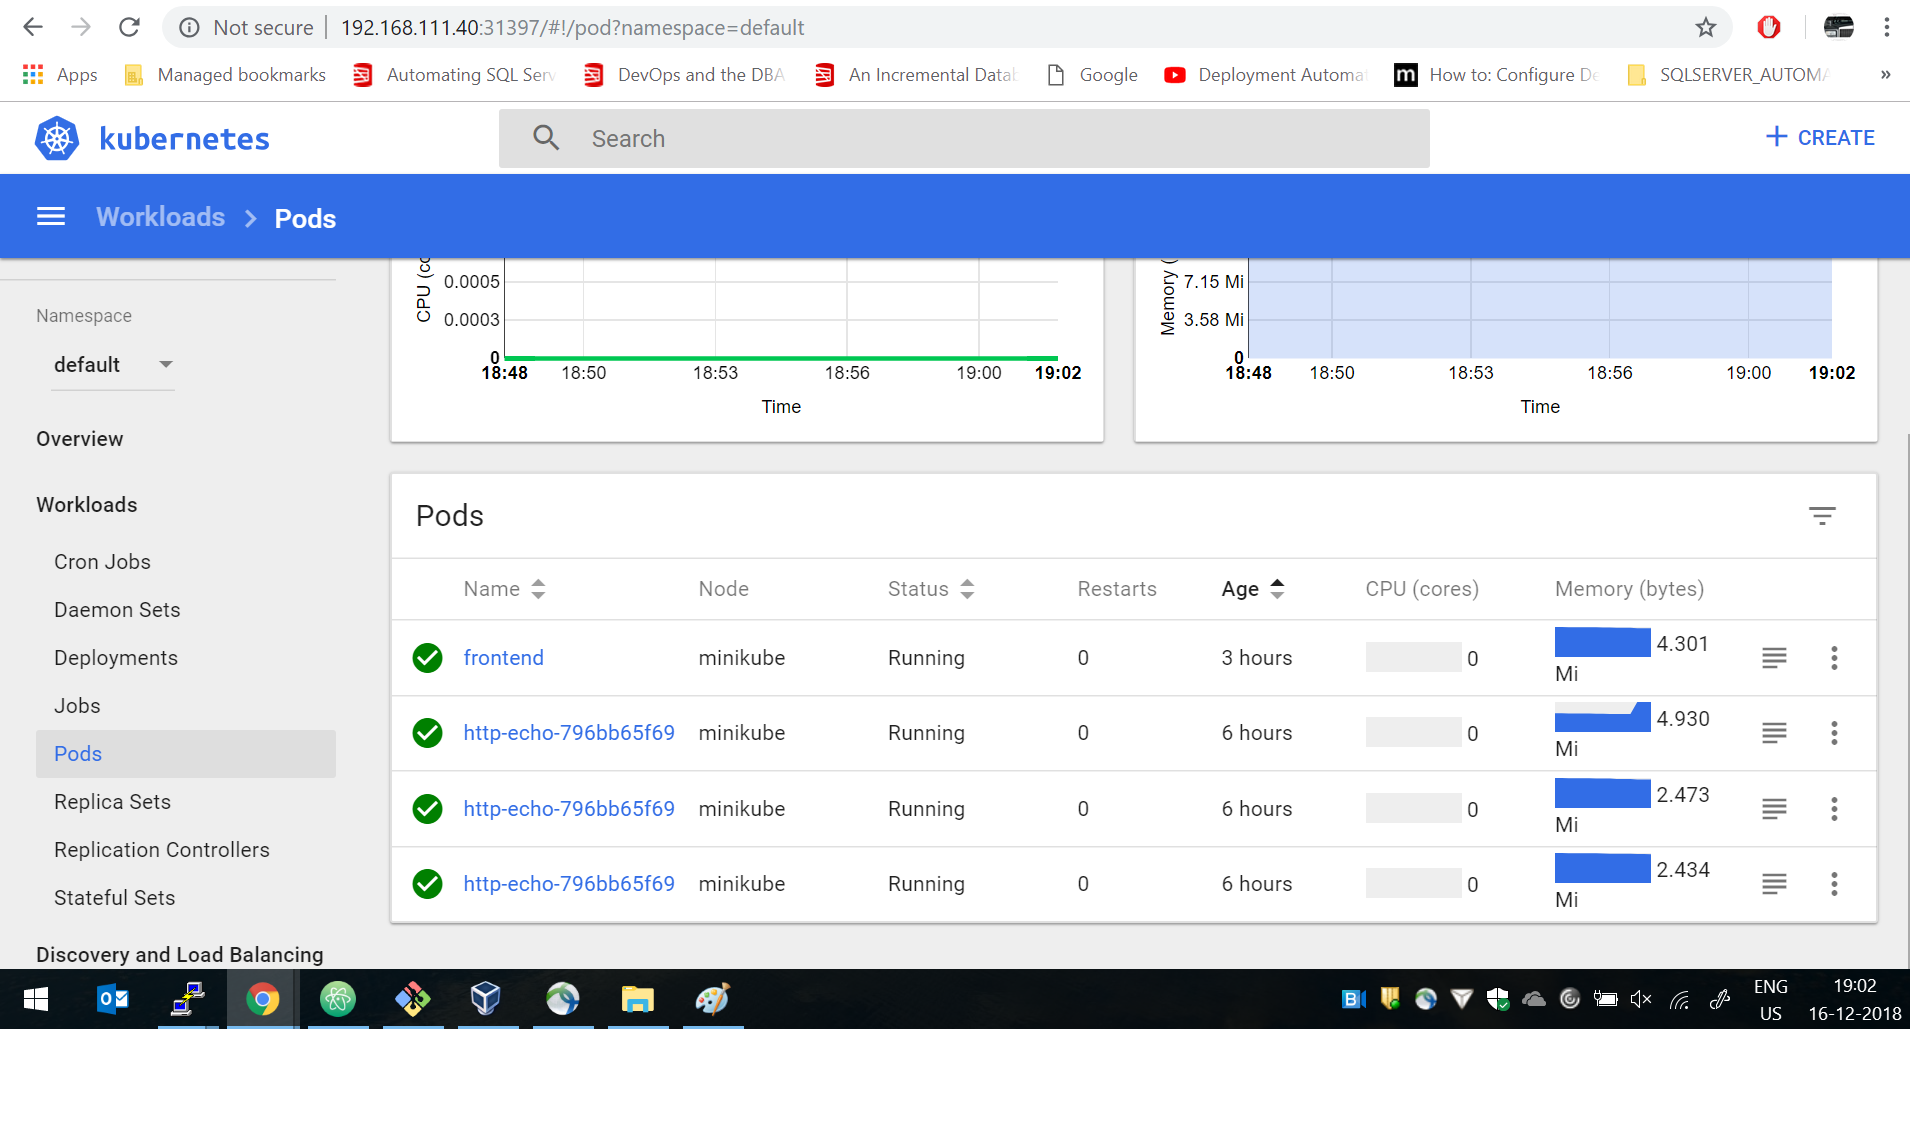 Not secure | 192.168.111.40:31397/#!/pod?namespace=default
Apps Managed bookmarks Automating SQL Serv DevOps and the DBA An Incremental Datab Google Deployment Automat How to: Configure De SQLSERVER_AUTOMA »
kubernetes Search + CREATE
Workloads > Pods
CPU (co
0.0005
0.0003
0
18:48 18:50 18:53 18:56 19:00 19:02
Time
Memory (
7.15 Mi
3.58 Mi
0
18:48 18:50 18:53 18:56 19:00 19:02
Time
Namespace
default
Overview
Workloads
Cron Jobs
Daemon Sets
Deployments
Jobs
Pods
Replica Sets
Replication Controllers
Stateful Sets
Discovery and Load Balancing
Pods
Name Node Status Restarts Age CPU (cores) Memory (bytes)
frontend minikube Running 0 3 hours 0 4.301 Mi
http-echo-796bb65f69 minikube Running 0 6 hours 0 4.930 Mi
http-echo-796bb65f69 minikube Running 0 6 hours 0 2.473 Mi
http-echo-796bb65f69 minikube Running 0 6 hours 0 2.434 Mi
ENG 19:02
US 16-12-2018